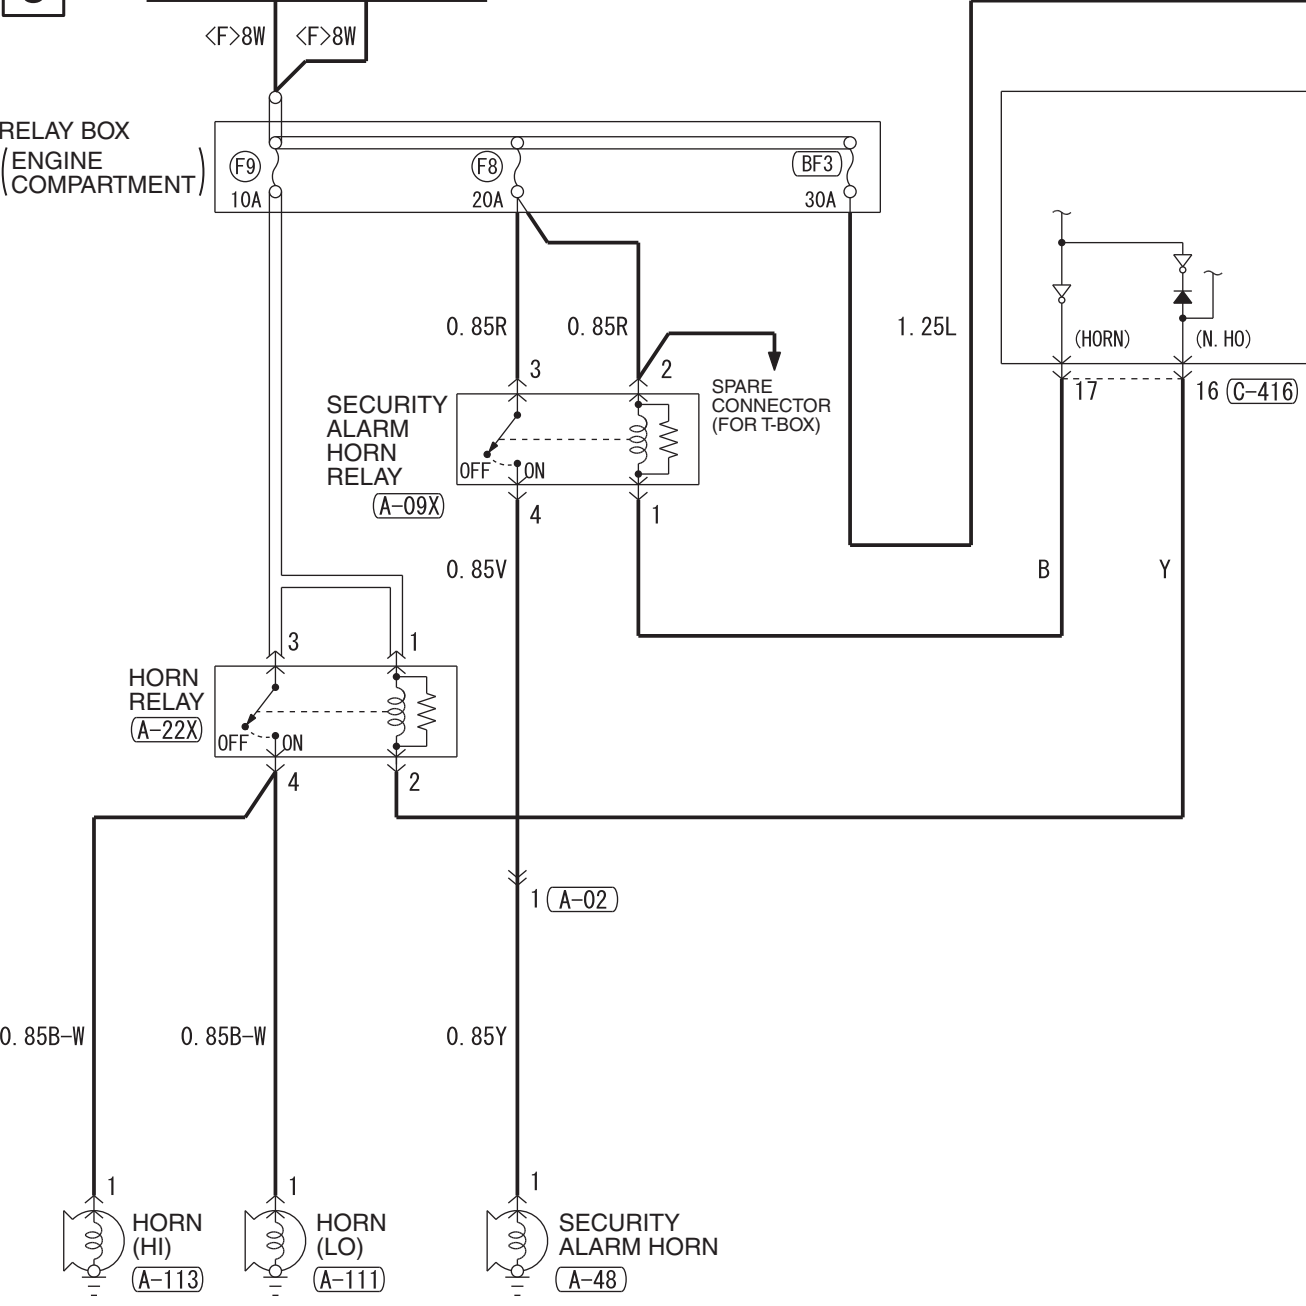 <F>8W <F>8W
RELAY BOX
(ENGINE
COMPARTMENT)
F9 F8 BF3
10A 20A 30A
0.85R 0.85R 1.25L
(HORN) (N.HO)
3 2
17 16 C-416
SPARE
CONNECTOR
(FOR T-BOX)
SECURITY
ALARM
HORN
RELAY
OFF ON
A-09X
4 1
0.85V B Y
3 1
HORN
RELAY
A-22X
OFF ON
4 2
1 A-02
0.85B-W 0.85B-W 0.85Y
1 1 1
HORN
(HI)
A-113
HORN
(LO)
A-111
SECURITY
ALARM HORN
A-48